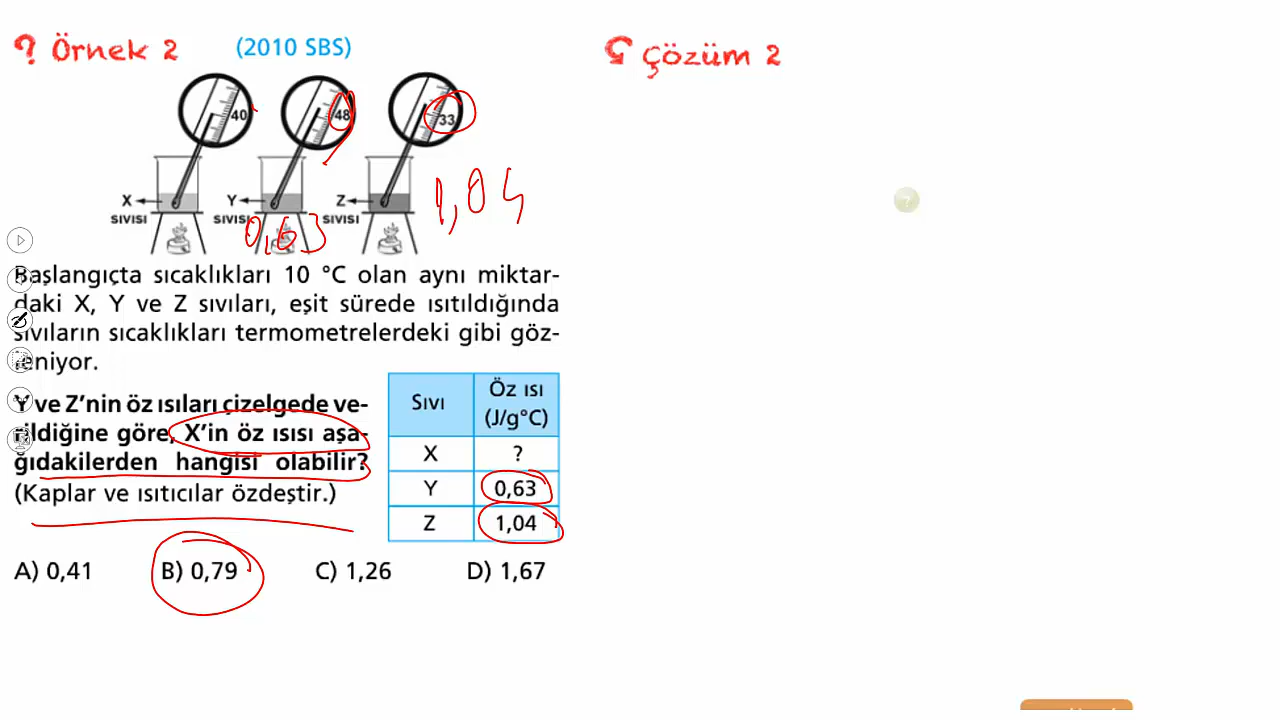 ? Örnek 2
(2010 SBS)
Çözüm 2
40
48
33
X
SIVISI
Y
SIVISI
Z
SIVISI
0,63
1,04
Başlangıçta sıcaklıkları 10 °C olan aynı miktar-
daki X, Y ve Z sıvıları, eşit sürede ısıtıldığında
sıvıların sıcaklıkları termometrelerdeki gibi göz-
leniyor.
Y ve Z'nin öz ısıları çizelgede ve-
rildiğine göre, X'in öz ısısı aşa-
ğıdakilerden hangisi olabilir?
(Kaplar ve ısıtıcılar özdeştir.)
Sıvı Öz ısı
(J/g°C)
X ?
Y 0,63
Z 1,04
A) 0,41 B) 0,79 C) 1,26 D) 1,67